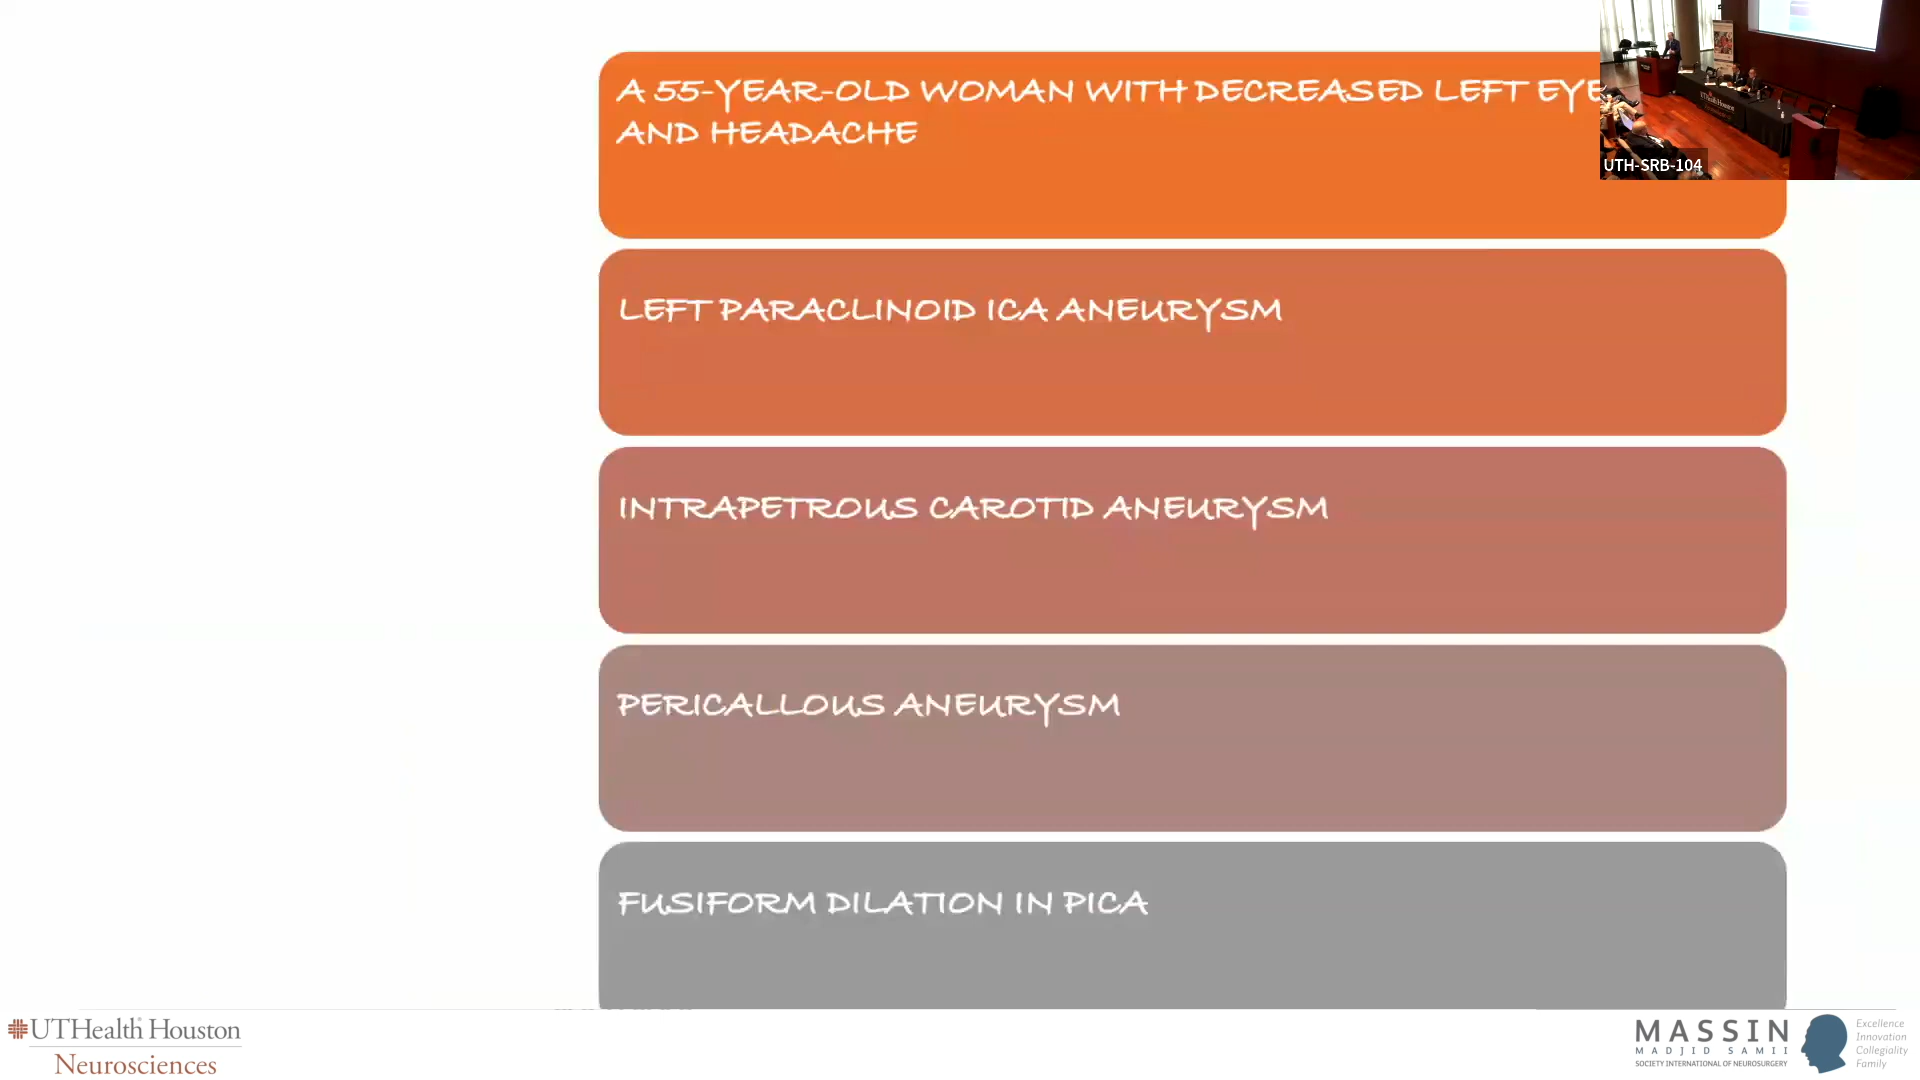 A 55-YEAR-OLD WOMAN WITH DECREASED LEFT EYE
AND HEADACHE
UTH-SRB-104
LEFT PARACLINOID ICA ANEURYSM
INTRAPETROUS CAROTID ANEURYSM
PERICALLOUS ANEURYSM
FUSIFORM DILATION IN PICA
UTHealth Houston
Neurosciences
MASSIN
MADJID SAMII
SOCIETY INTERNATIONAL OF NEUROSURGERY
Excellence
Innovation
Collegiality
Family